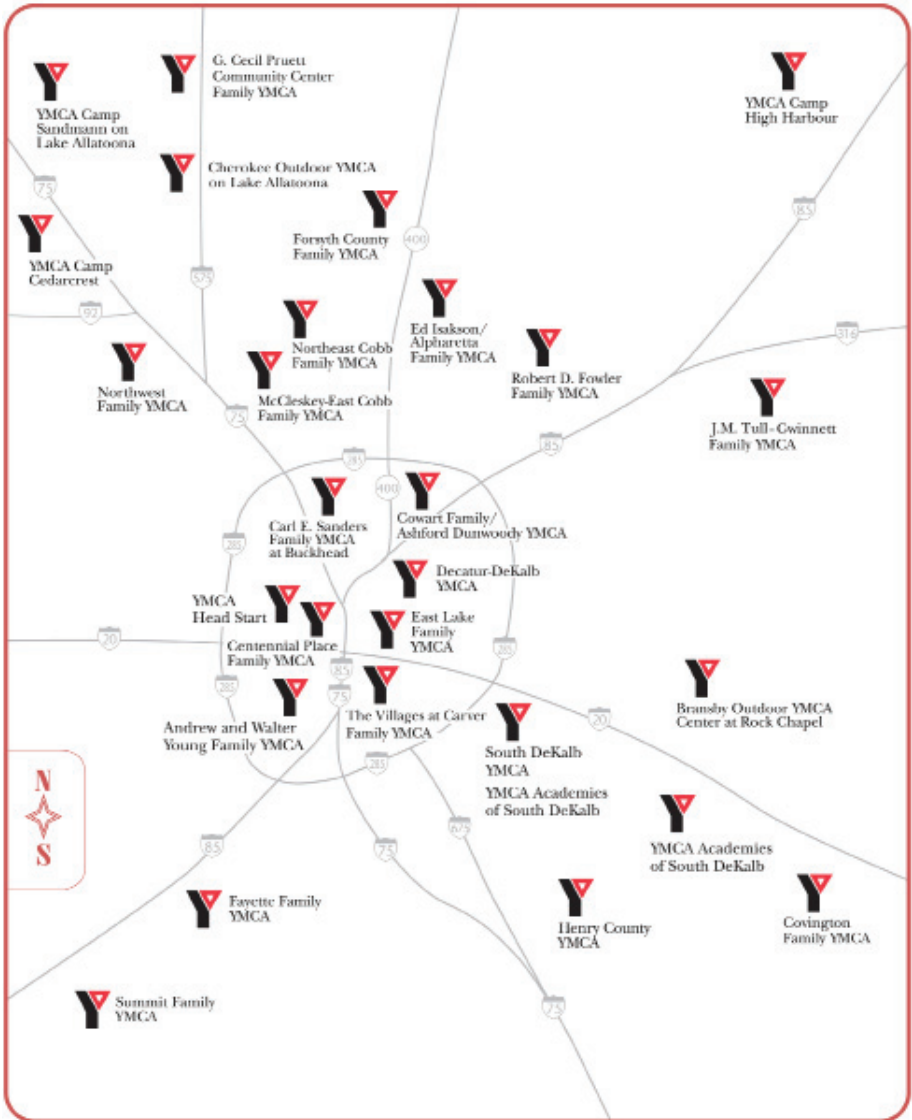 G. Cecil Pruett
Community Center
Family YMCA
YMCA Camp
Sandmann on
Lake Allatoona
YMCA Camp
High Harbour
Cherokee Outdoor YMCA
on Lake Allatoona
75
85
Forsyth County
Family YMCA
400
YMCA Camp
Cedarcrest
575
92
Ed Isakson/
Alpharetta
Family YMCA
316
Northeast Cobb
Family YMCA
Robert D. Fowler
Family YMCA
Northwest
Family YMCA
McCleskey-East Cobb
Family YMCA
75
J.M. Tull-Gwinnett
Family YMCA
85
285
400
Carl E. Sanders
Family YMCA
at Buckhead
Cowart Family/
Ashford Dunwoody YMCA
285
Decatur-DeKalb
YMCA
YMCA
Head Start
East Lake
Family
YMCA
20
Centennial Place
Family YMCA
285
85
285
75
Andrew and Walter
Young Family YMCA
The Villages at Carver
Family YMCA
Bransby Outdoor YMCA
Center at Rock Chapel
20
285
South DeKalb
YMCA
YMCA Academies
of South DeKalb
N
S
85
75
675
YMCA Academies
of South DeKalb
Fayette Family
YMCA
Henry County
YMCA
Covington
Family YMCA
Summit Family
YMCA
75